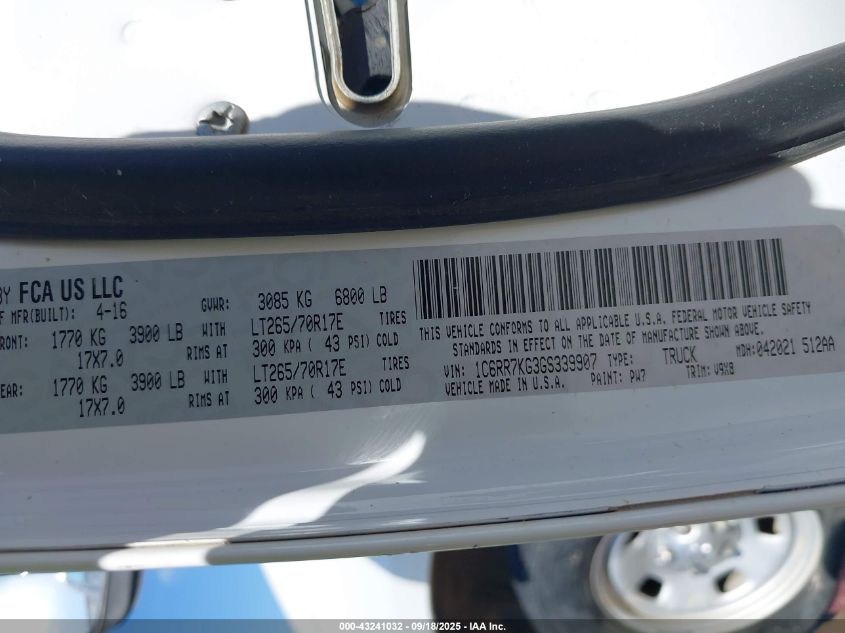 BY FCA US LLC
OF MFR(BUILT): 4-16 GVWR: 3085 KG 6800 LB
FRONT: 1770 KG 3900 LB WITH LT265/70R17E TIRES
17X7.0 RIMS AT 300 KPA ( 43 PSI) COLD
EAR: 1770 KG 3900 LB WITH LT265/70R17E TIRES
17X7.0 RIMS AT 300 KPA ( 43 PSI) COLD
THIS VEHICLE CONFORMS TO ALL APPLICABLE U.S.A. FEDERAL MOTOR VEHICLE SAFETY
STANDARDS IN EFFECT ON THE DATE OF MANUFACTURE SHOWN ABOVE.
VIN: 1C6RR7KG3GS339907 TYPE: TRUCK MDH:042021 512AA
VEHICLE MADE IN U.S.A. PAINT: PW7 TRIM: V9X8
000-43241032 - 09/18/2025 - IAA Inc.